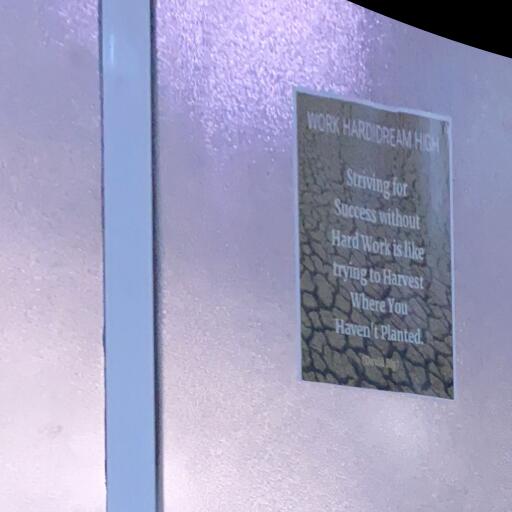 WORK HARD|DREAM HIGH
Striving for
Success without
Hard Work is like
trying to Harvest
Where You
Haven't Planted.